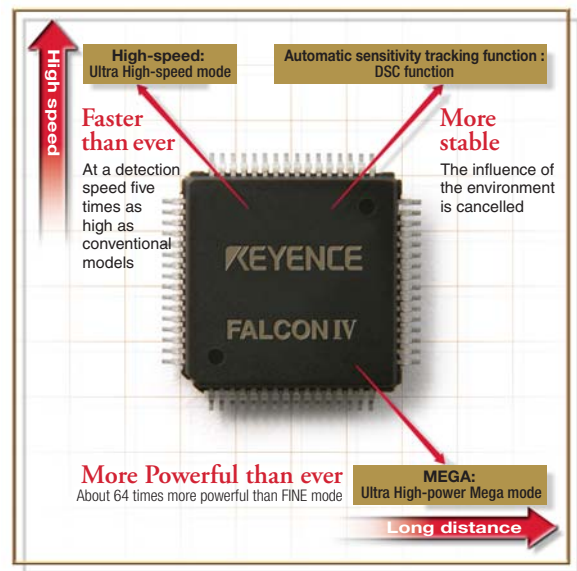 High speed
High-speed:
Ultra High-speed mode
Automatic sensitivity tracking function :
DSC function
Faster
than ever
At a detection
speed five
times as
high as
conventional
models
More
stable
The influence of
the environment
is cancelled
KEYENCE
FALCON IV
More Powerful than ever
About 64 times more powerful than FINE mode
MEGA:
Ultra High-power Mega mode
Long distance